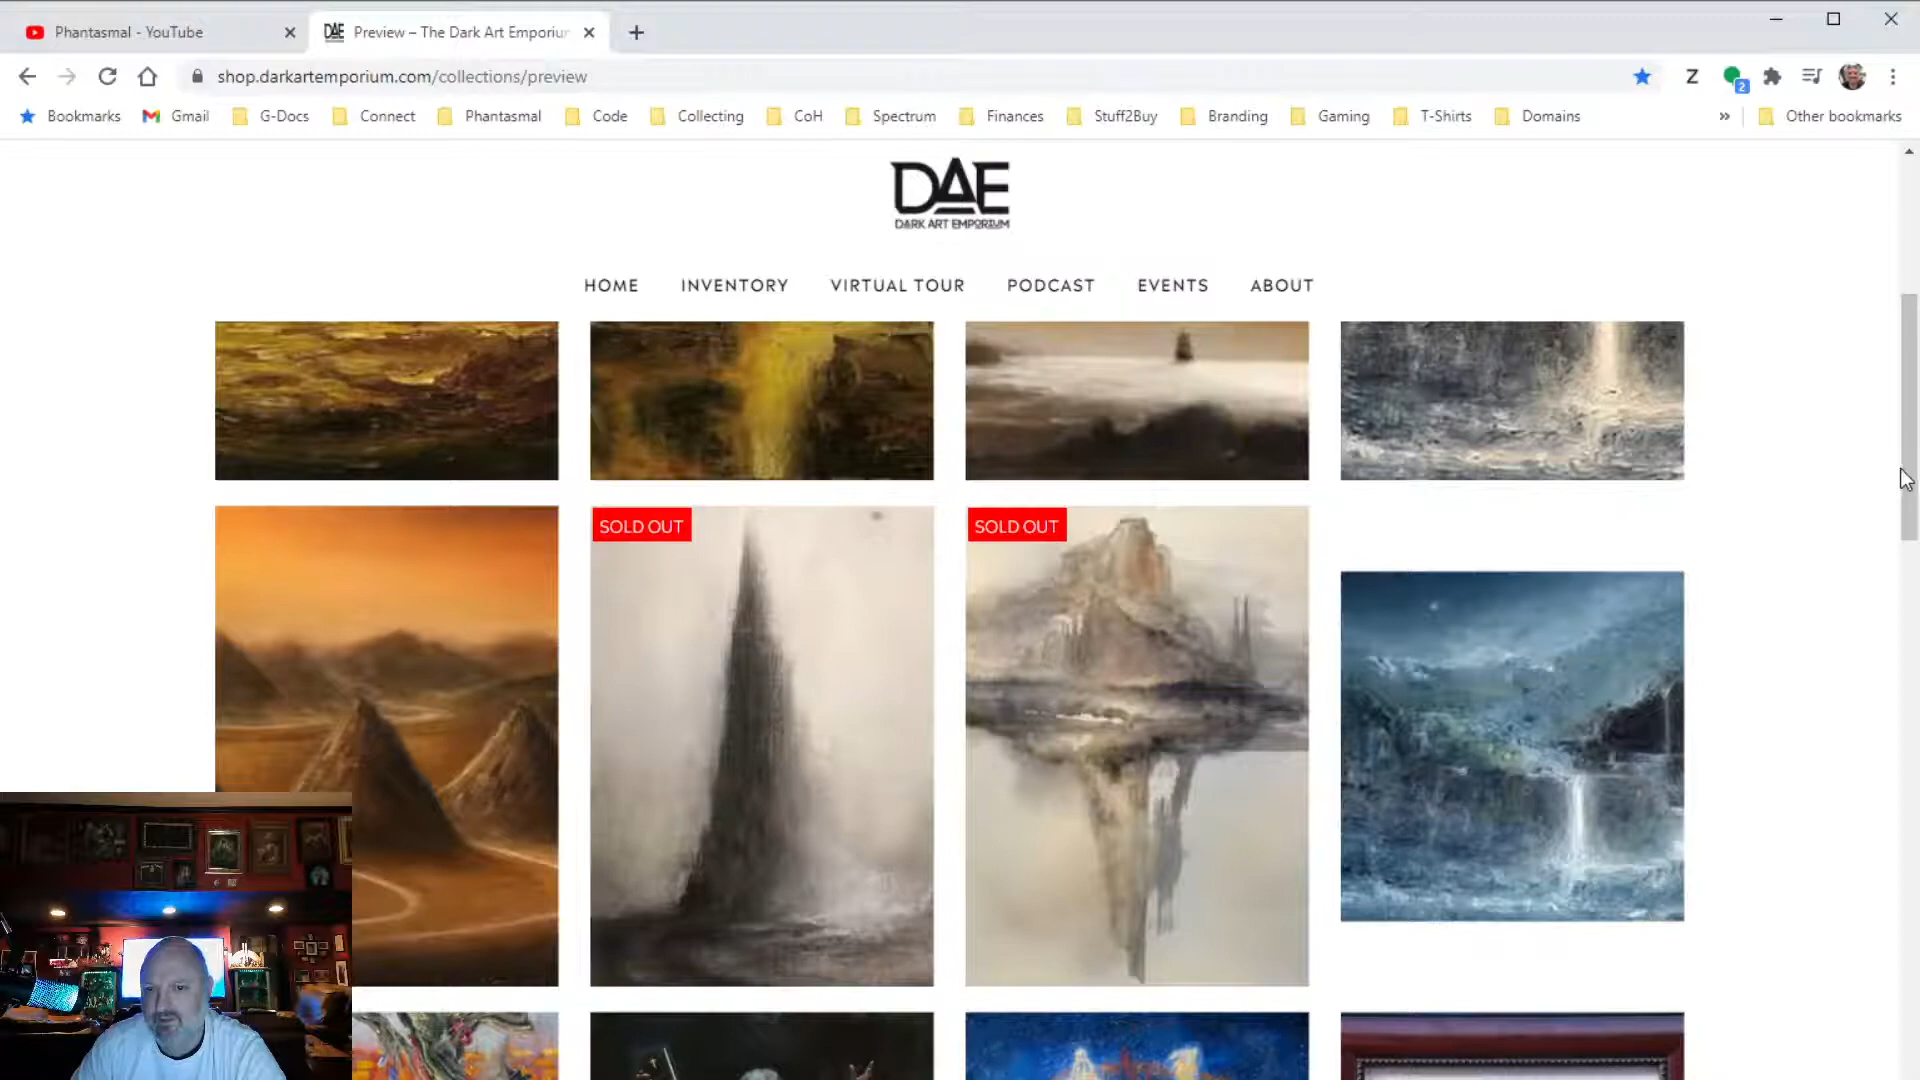 Phantasmal - YouTube
Preview – The Dark Art Emporiu
shop.darkartemporium.com/collections/preview
Z
2
Bookmarks Gmail G-Docs Connect Phantasmal Code Collecting CoH Spectrum Finances Stuff2Buy Branding Gaming T-Shirts Domains » Other bookmarks
DAE
DARK ART EMPORIUM
HOME INVENTORY VIRTUAL TOUR PODCAST EVENTS ABOUT
SOLD OUT
SOLD OUT